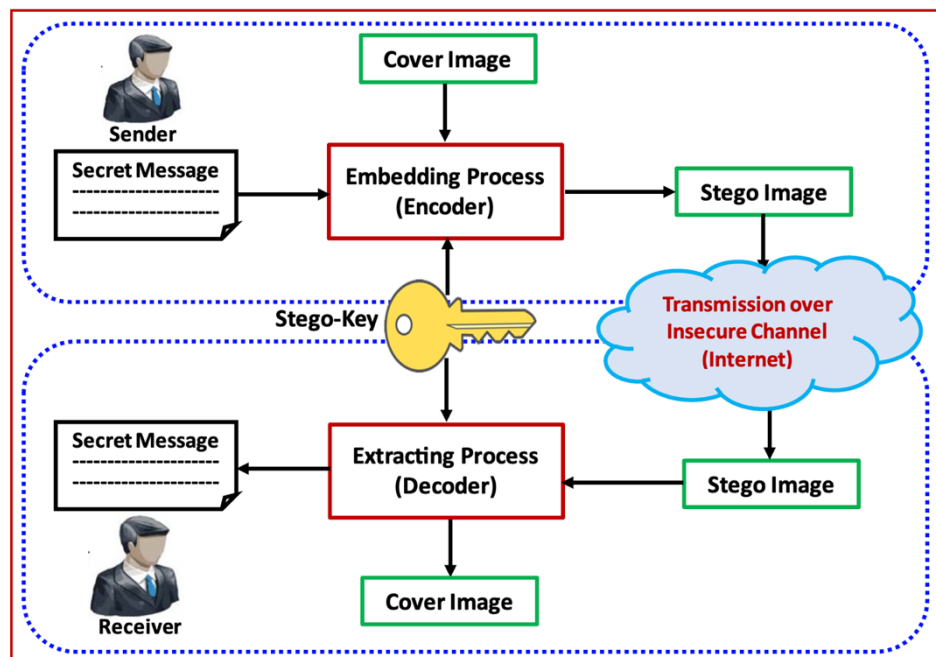 Cover Image
Sender
Secret Message
Embedding Process
(Encoder)
Stego Image
Stego-Key
Transmission over
Insecure Channel
(Internet)
Secret Message
Extracting Process
(Decoder)
Stego Image
Cover Image
Receiver